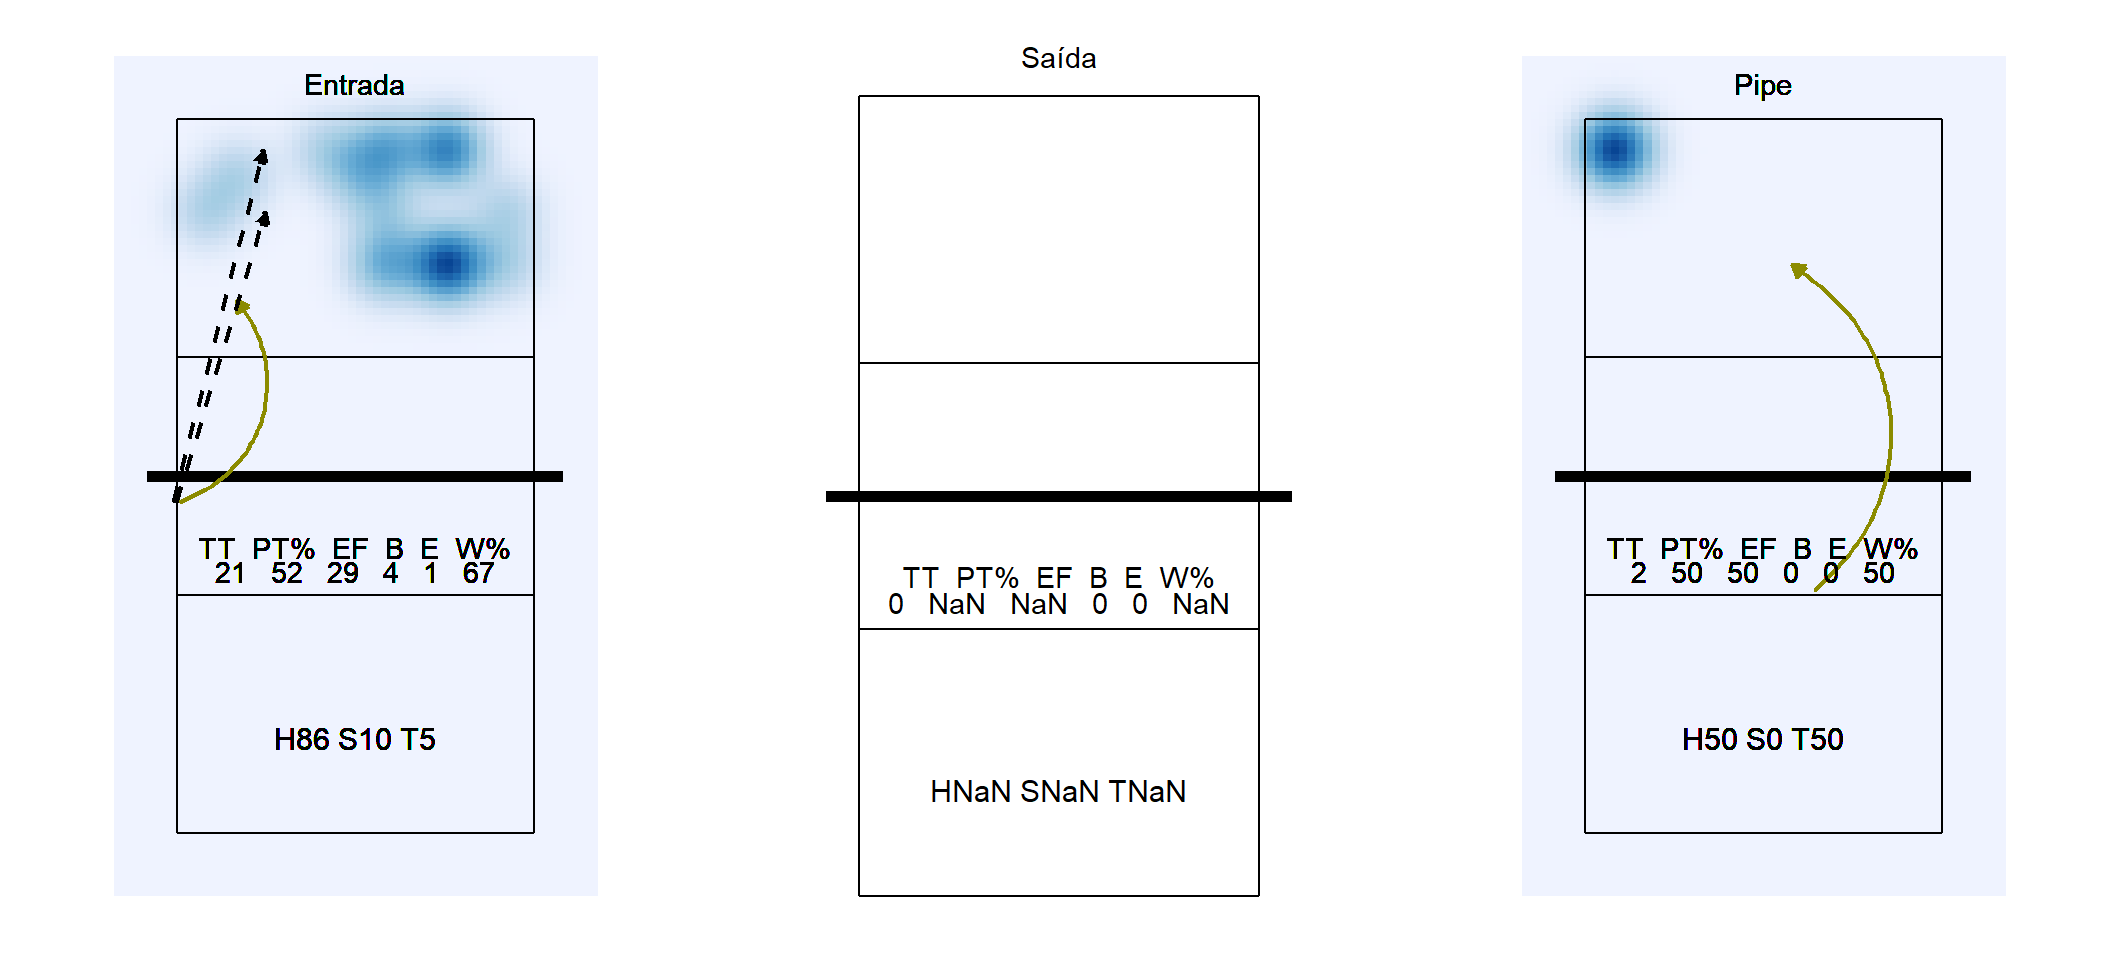 Entrada
TT PT% EF B E W%
21 52 29 4 1 67
H86 S10 T5
Saída
TT PT% EF B E W%
0 NaN NaN 0 0 NaN
HNaN SNaN TNaN
Pipe
TT PT% EF B E W%
2 50 50 0 0 50
H50 S0 T50